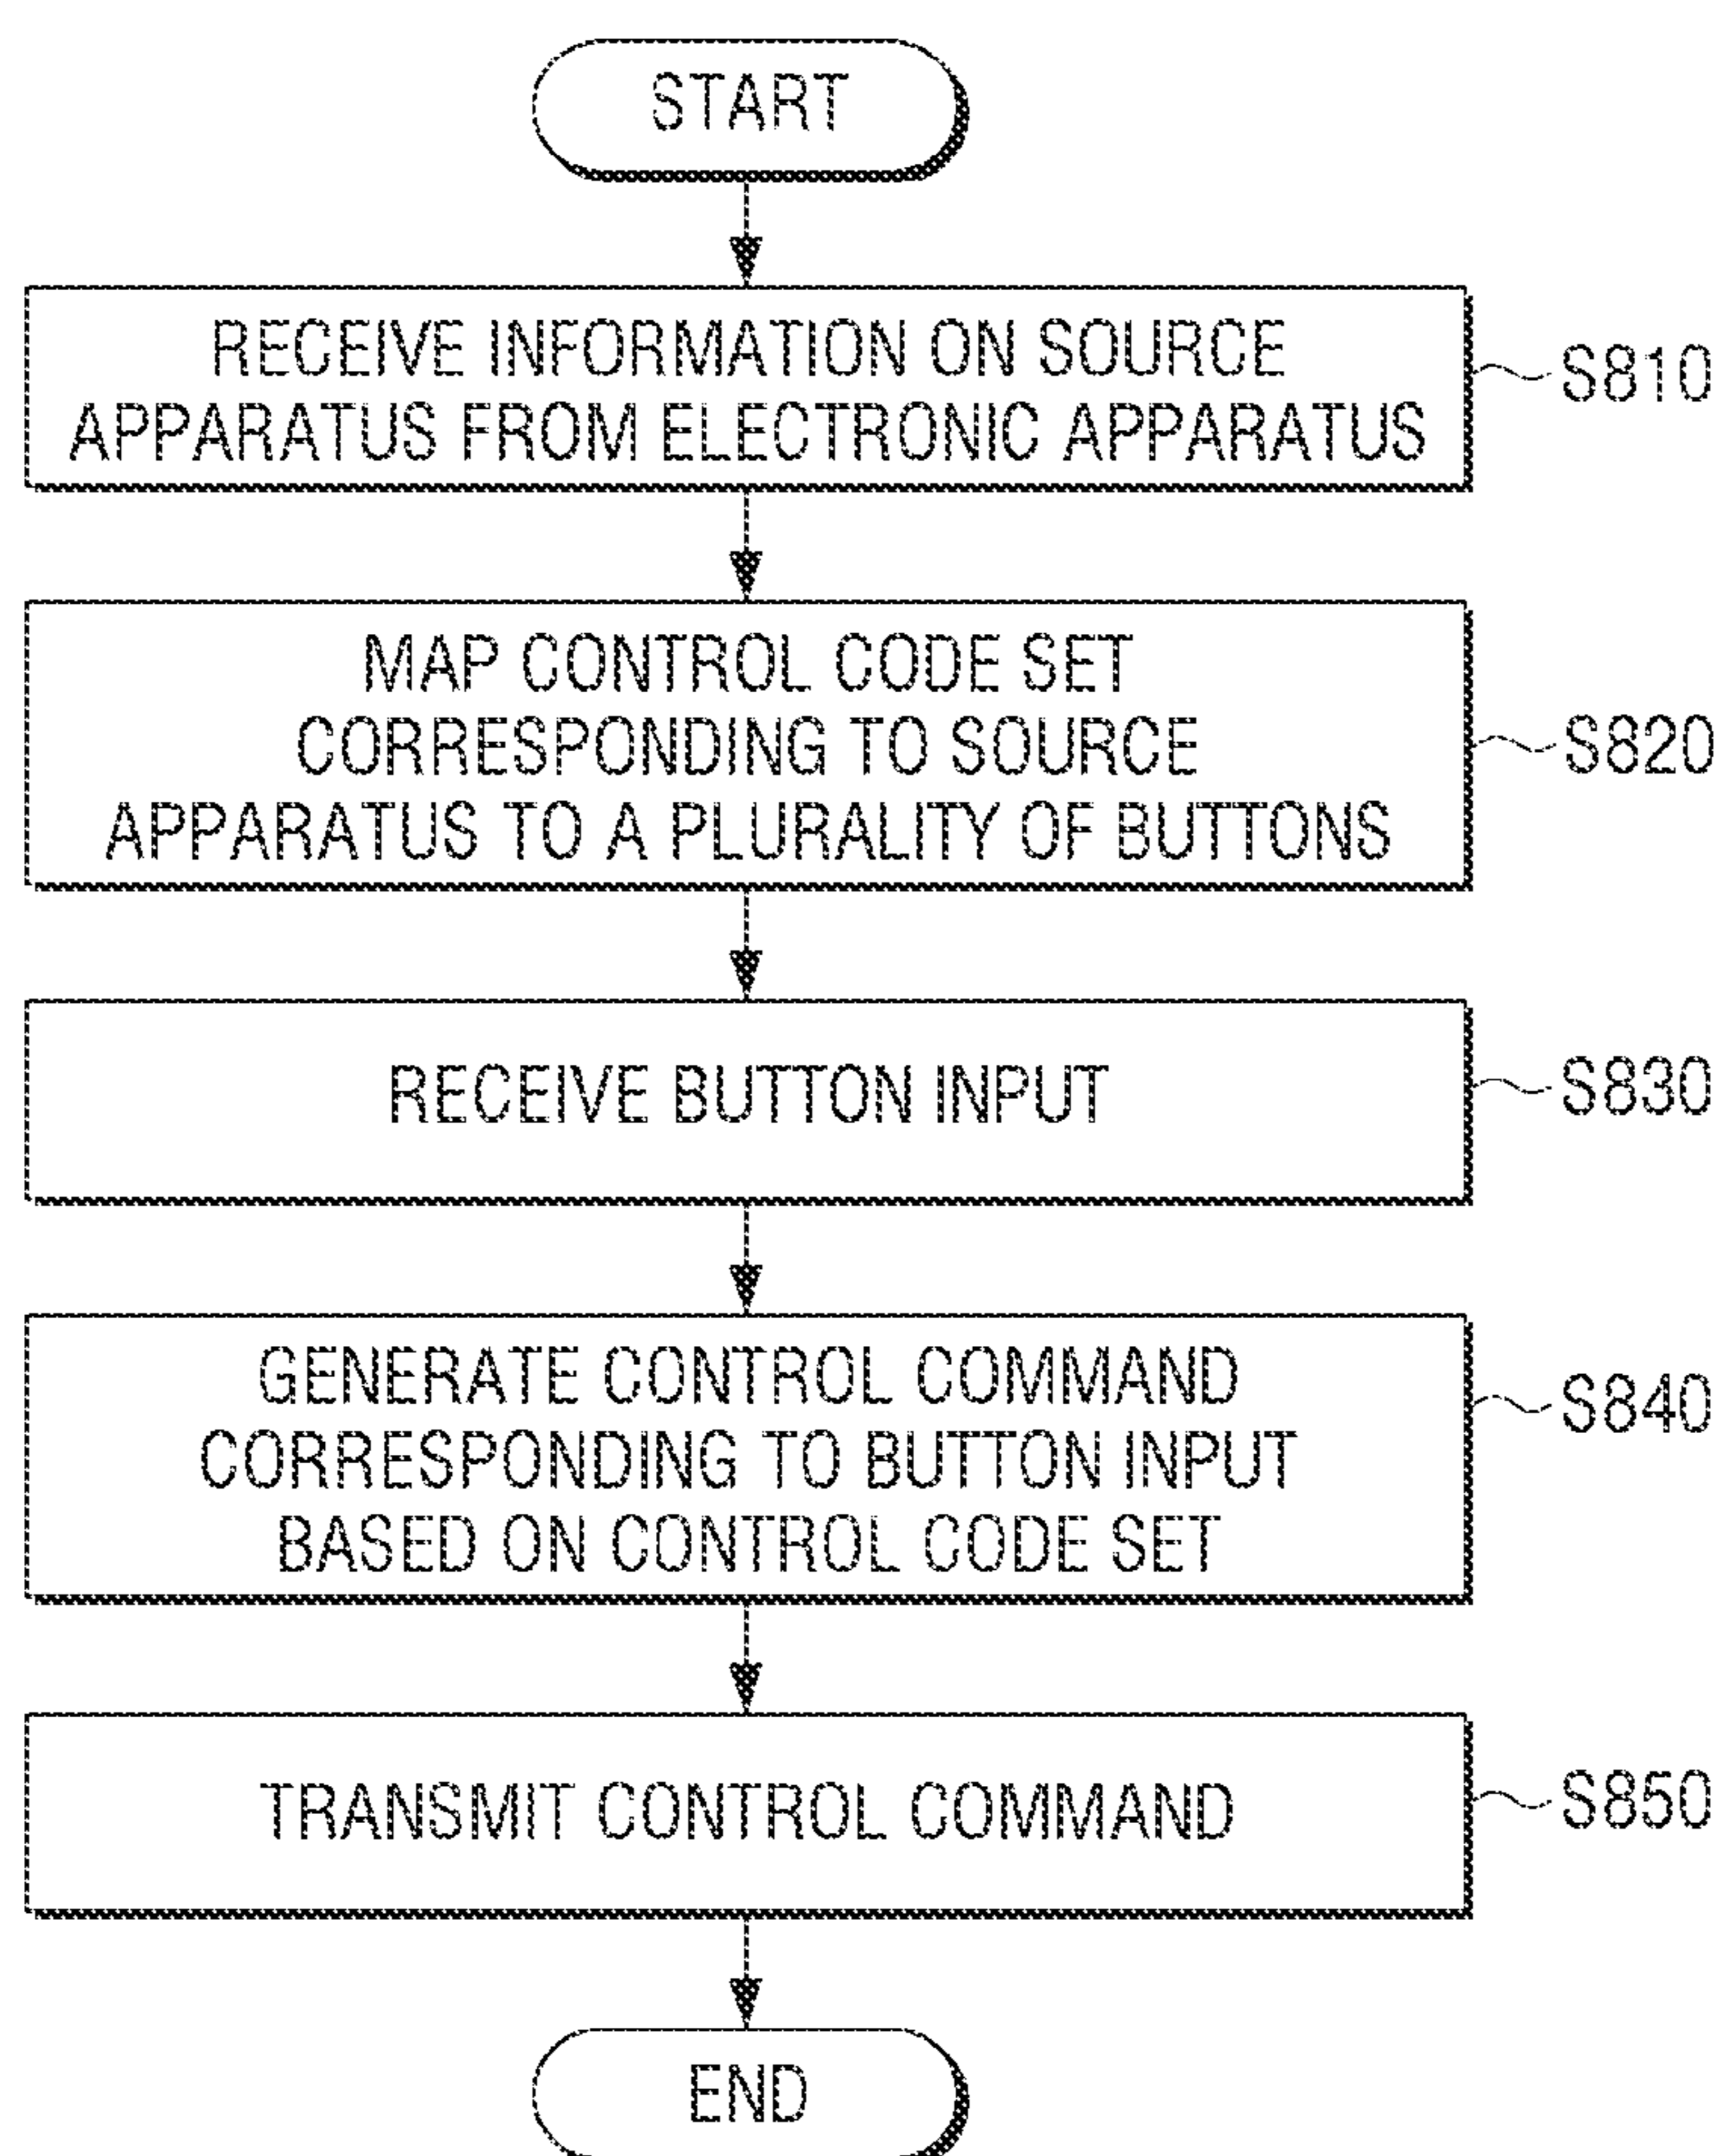 START
RECEIVE INFORMATION ON SOURCE
APPARATUS FROM ELECTRONIC APPARATUS
S810
MAP CONTROL CODE SET
CORRESPONDING TO SOURCE
APPARATUS TO A PLURALITY OF BUTTONS
S820
RECEIVE BUTTON INPUT
S830
GENERATE CONTROL COMMAND
CORRESPONDING TO BUTTON INPUT
BASED ON CONTROL CODE SET
S840
TRANSMIT CONTROL COMMAND
S850
END